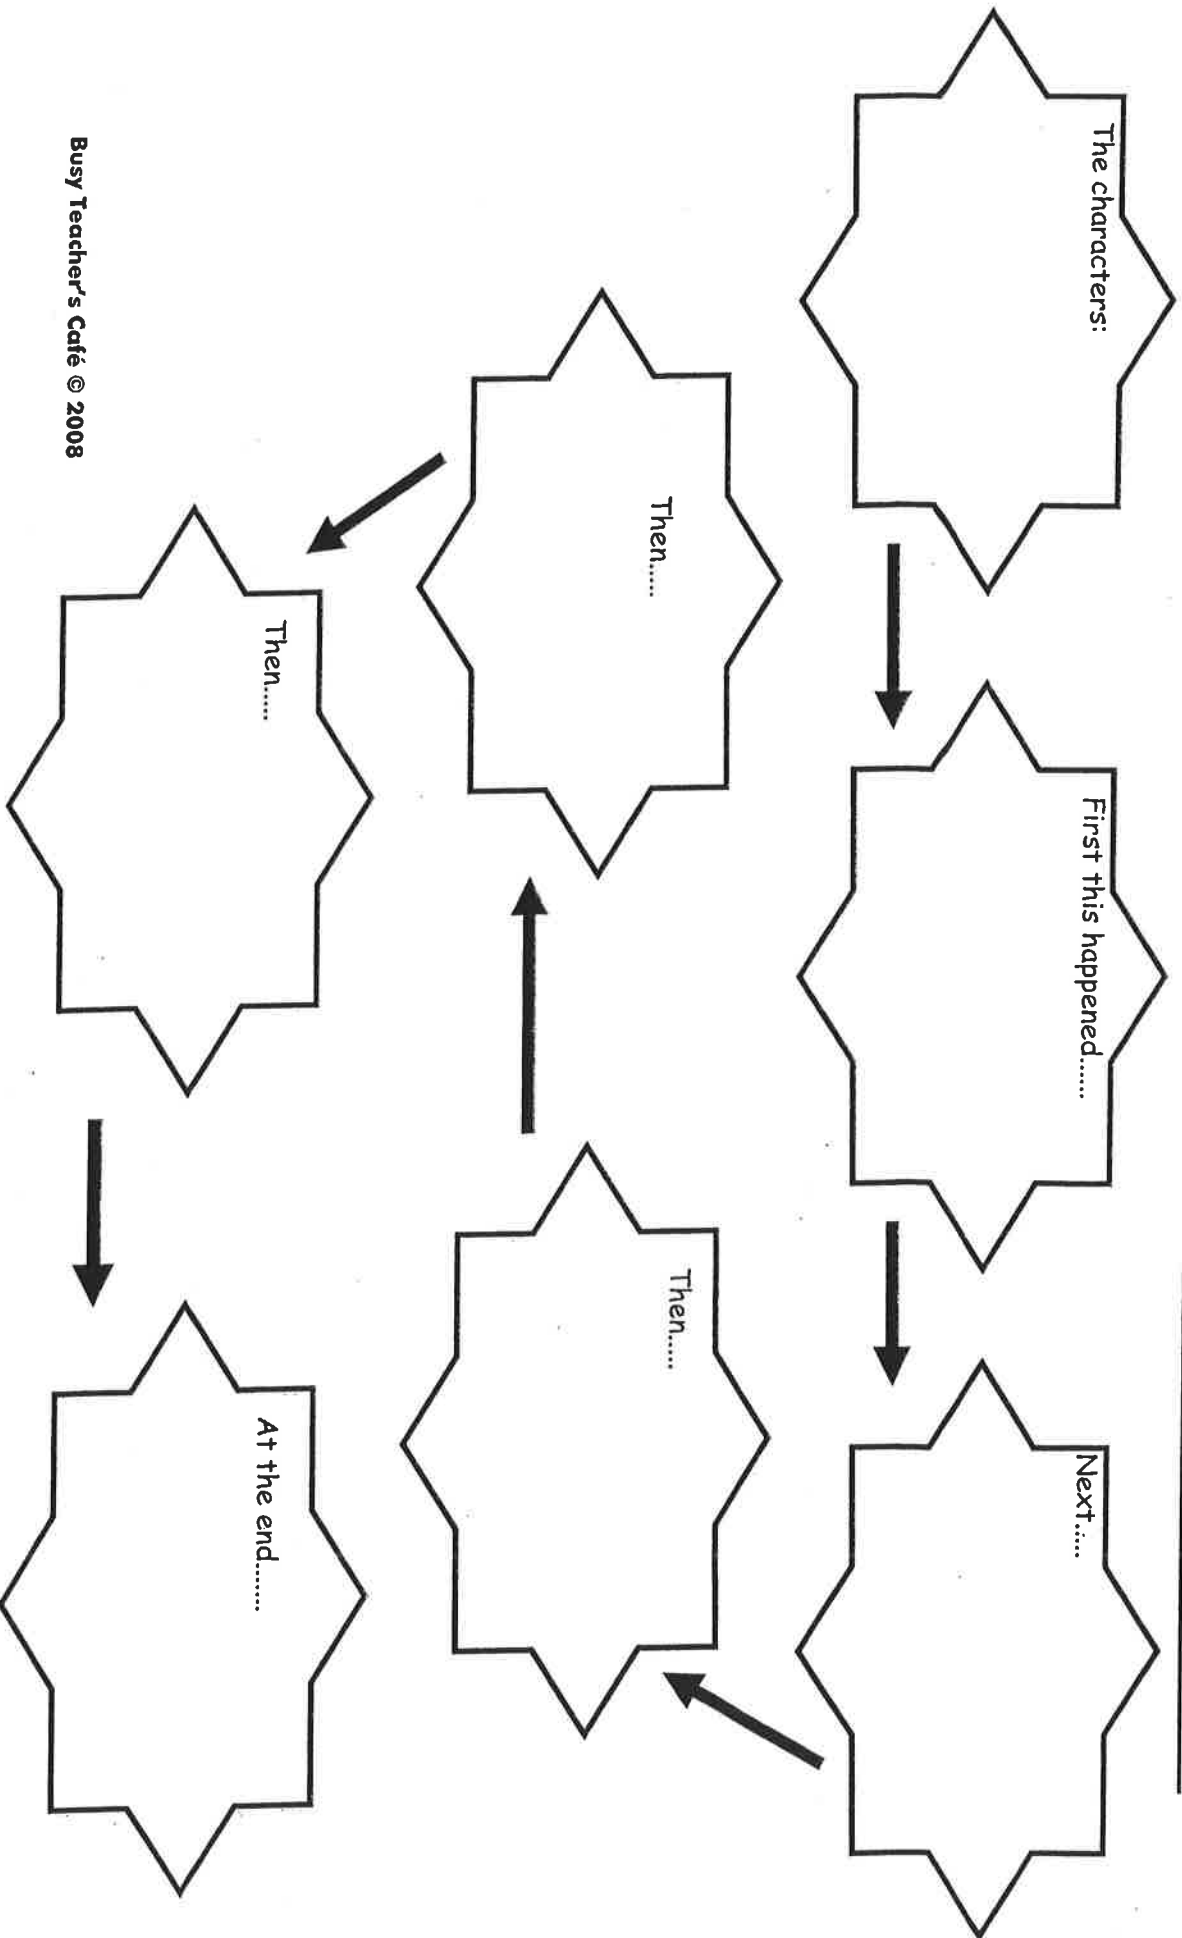 The characters:
First this happened......
Next.....
Then.....
Then.....
Then.....
At the end.......
Busy Teacher's Café © 2008